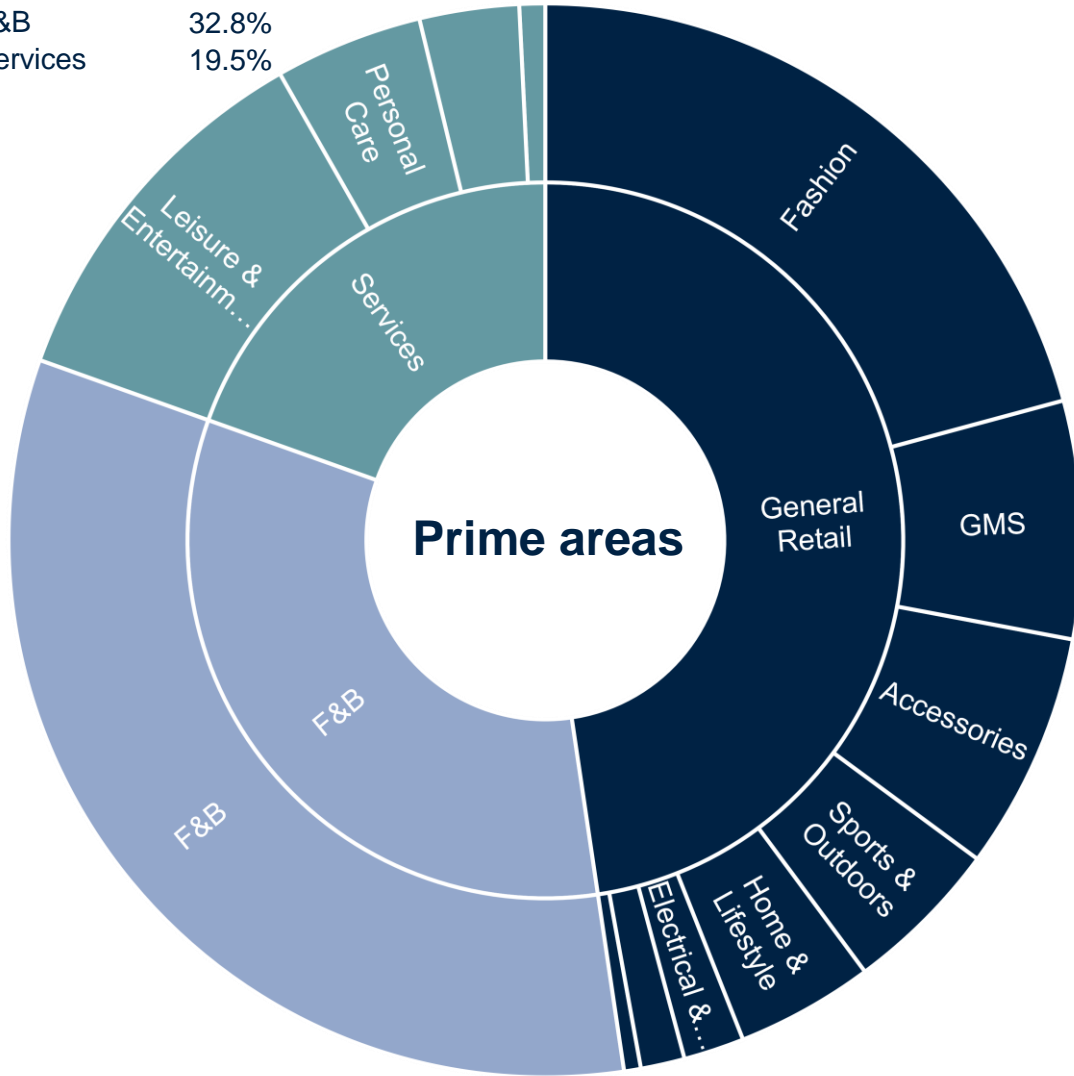 &B 32.8%
ervices 19.5%
Personal
Care
Leisure &
Entertainm...
Services
Fashion
General
Retail
GMS
Prime areas
Accessories
F&B
F&B
Sports &
Outdoors
Home &
Lifestyle
Electrical &...